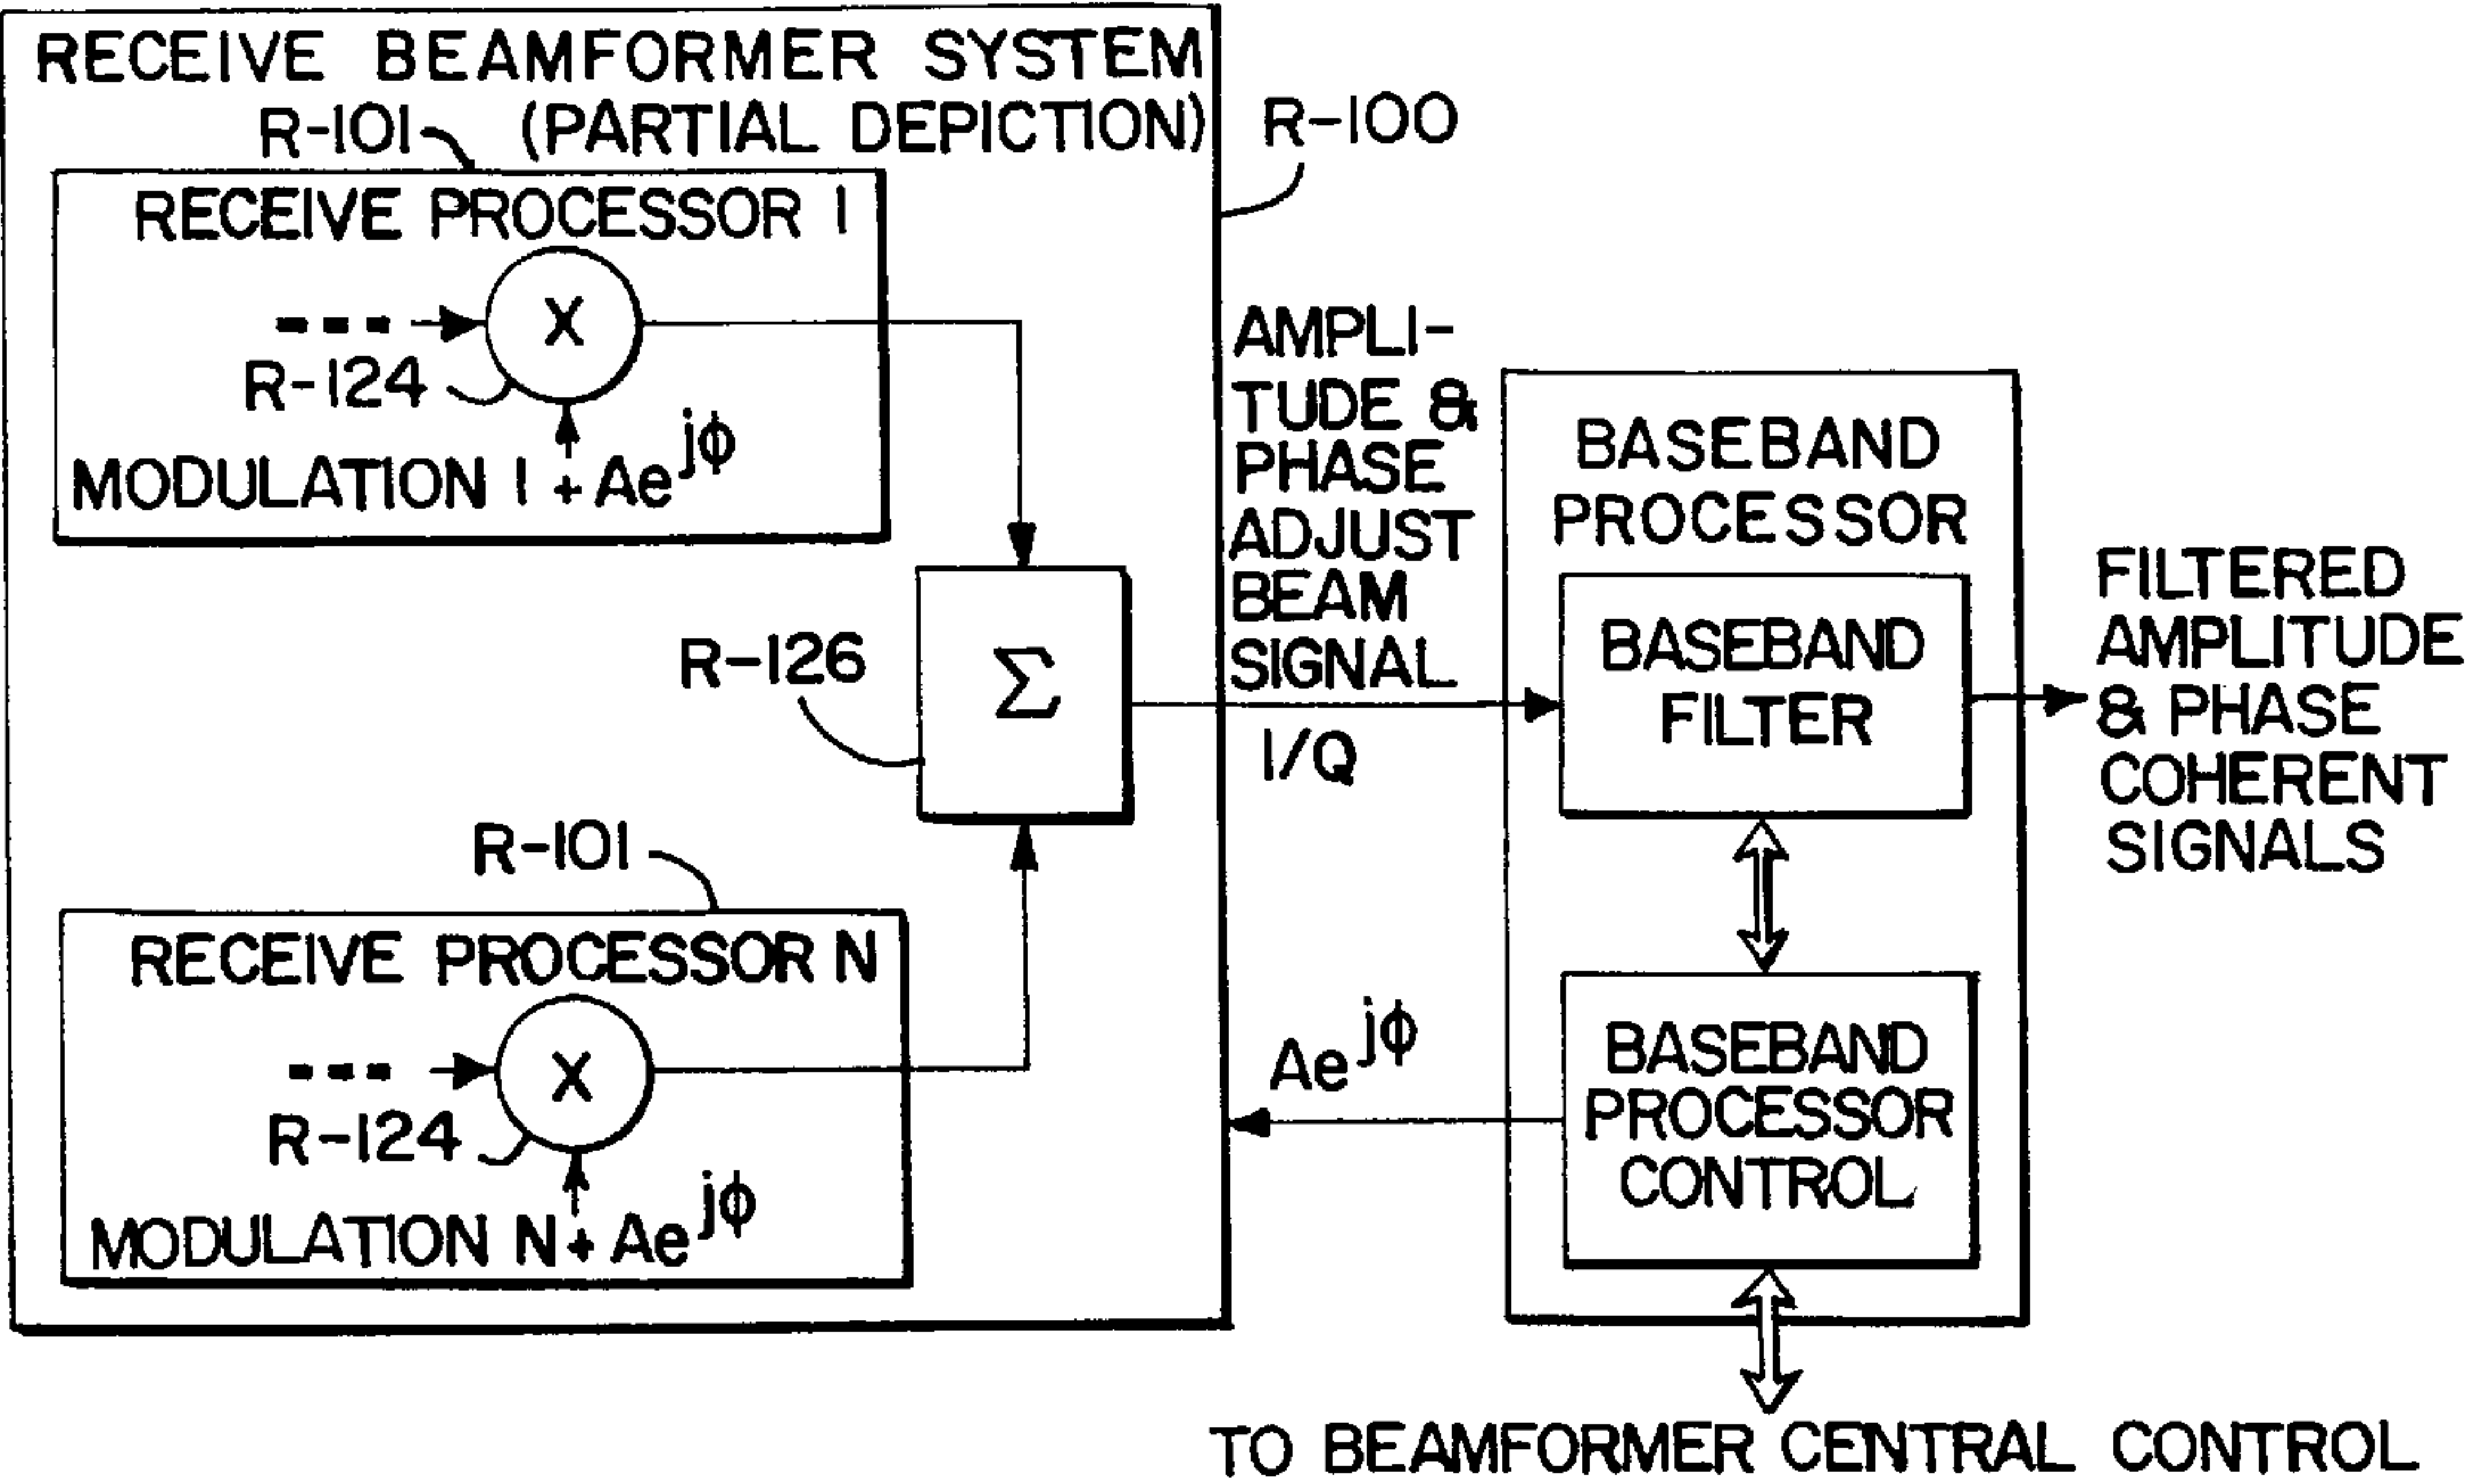 RECEIVE BEAMFORMER SYSTEM
R-101 (PARTIAL DEPICTION)
R-100
RECEIVE PROCESSOR 1
X
R-124
MODULATION 1 + Ae^jϕ
R-126
Σ
R-101
RECEIVE PROCESSOR N
X
R-124
MODULATION N + Ae^jϕ
AMPLI-
TUDE &
PHASE
ADJUST
BEAM
SIGNAL
I/Q
Ae^jϕ
BASEBAND
PROCESSOR
BASEBAND
FILTER
BASEBAND
PROCESSOR
CONTROL
FILTERED
AMPLITUDE
& PHASE
COHERENT
SIGNALS
TO BEAMFORMER CENTRAL CONTROL